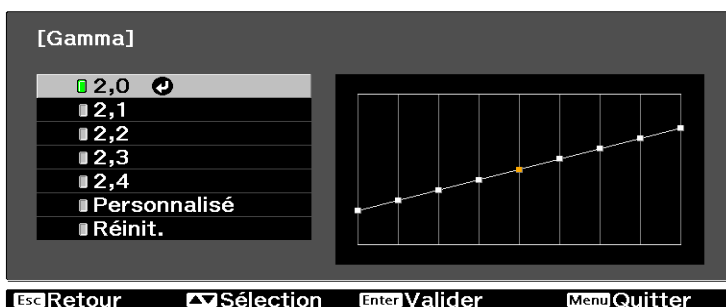 [Gamma]
2,0
2,1
2,2
2,3
2,4
Personnalisé
Réinit.
Esc Retour Sélection Enter Valider Menu Quitter